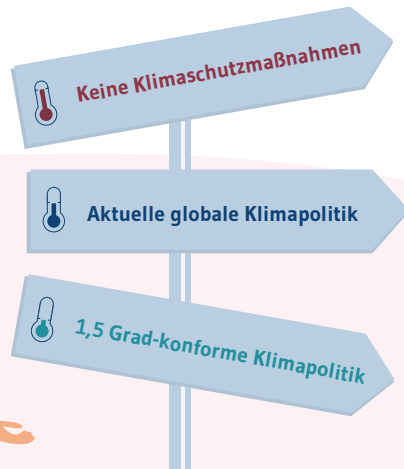 Keine Klimaschutzmaßnahmen
Aktuelle globale Klimapolitik
1,5 Grad-konforme Klimapolitik